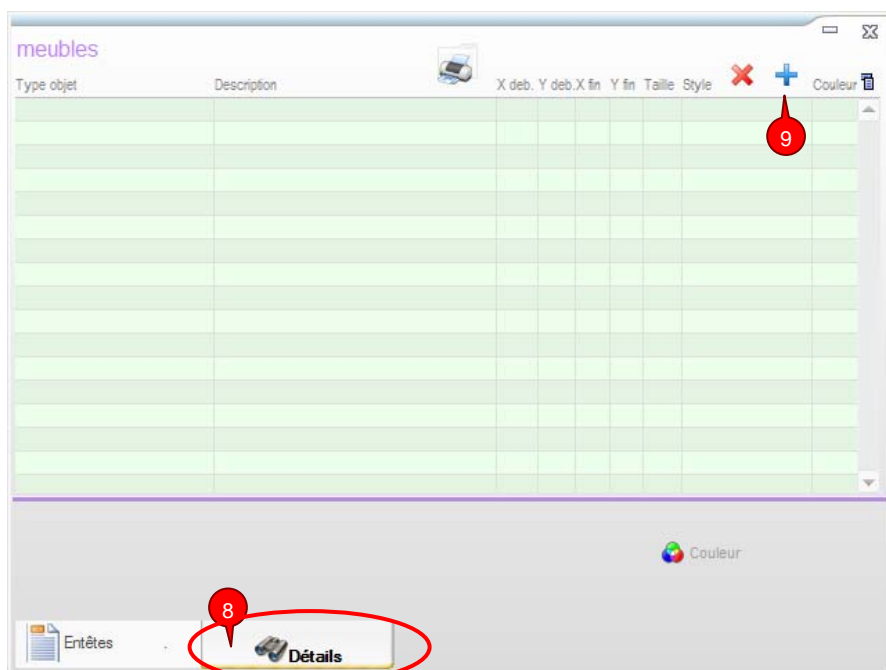 meubles
Type objet Description X deb. Y deb. X fin Y fin Taille Style Couleur
9
Couleur
8
Entêtes .
Détails